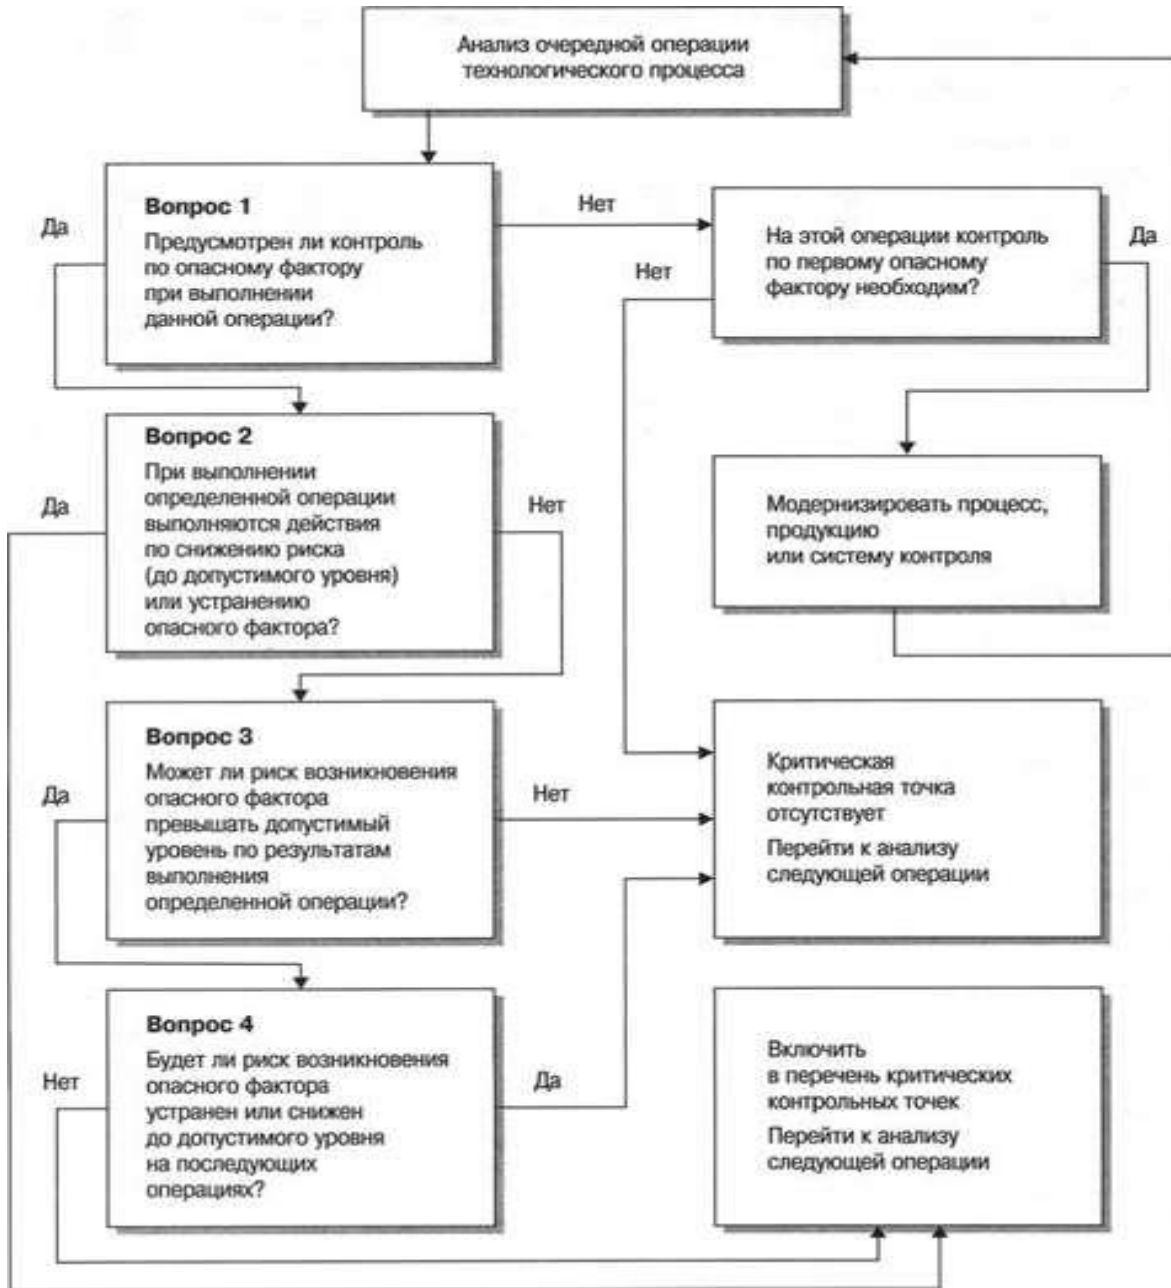 Анализ очередной операции
технологического процесса
Вопрос 1
Предусмотрен ли контроль
по опасному фактору
при выполнении
данной операции?
Да
Нет
На этой операции контроль
по первому опасному
фактору необходим?
Да
Нет
Вопрос 2
При выполнении
определенной операции
выполняются действия
по снижению риска
(до допустимого уровня)
или устранению
опасного фактора?
Да
Нет
Модернизировать процесс,
продукцию
или систему контроля
Вопрос 3
Может ли риск возникновения
опасного фактора
превышать допустимый
уровень по результатам
выполнения
определенной операции?
Да
Нет
Критическая
контрольная точка
отсутствует
Перейти к анализу
следующей операции
Вопрос 4
Будет ли риск возникновения
опасного фактора
устранен или снижен
до допустимого уровня
на последующих
операциях?
Нет
Да
Включить
в перечень критических
контрольных точек
Перейти к анализу
следующей операции